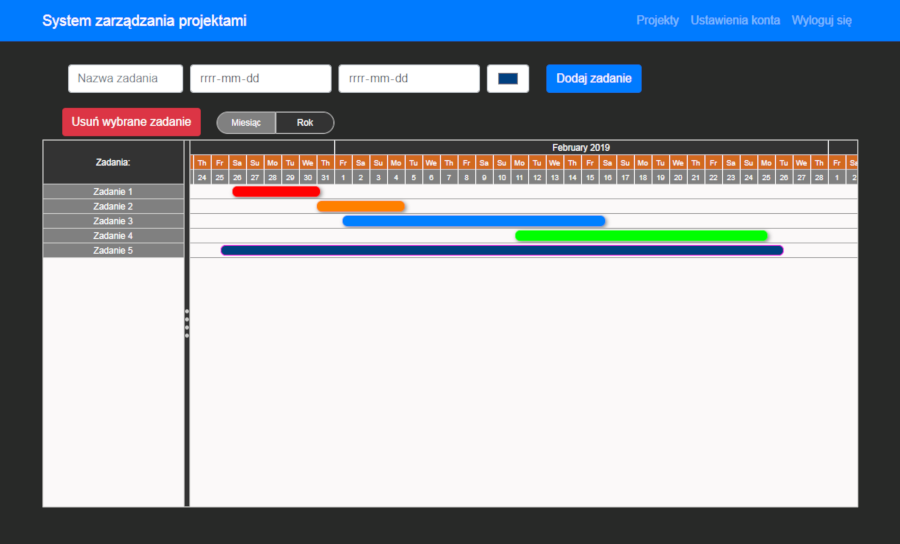 System zarządzania projektami
Projekty Ustawienia konta Wyloguj się
Nazwa zadania rrrr-mm-dd rrrr-mm-dd Dodaj zadanie
Usuń wybrane zadanie Miesiąc Rok
February 2019
Zadania:
Th Fr Sa Su Mo Tu We Th Fr Sa Su Mo Tu We Th Fr Sa Su Mo Tu We Th Fr Sa Su Mo Tu We Th Fr Sa Su Mo Tu We Th Fr
24 25 26 27 28 29 30 31 1 2 3 4 5 6 7 8 9 10 11 12 13 14 15 16 17 18 19 20 21 22 23 24 25 26 27 28 1 2
Zadanie 1
Zadanie 2
Zadanie 3
Zadanie 4
Zadanie 5